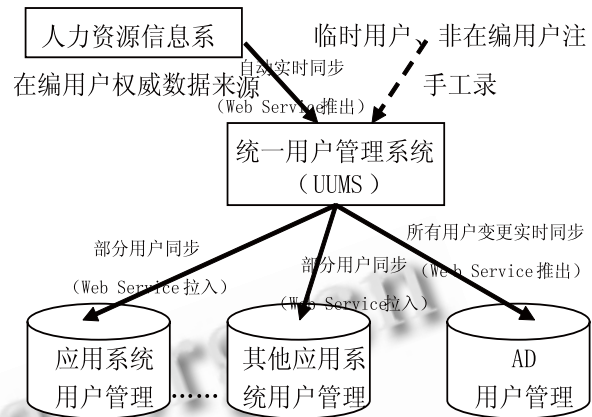 人力资源信息系
临时用户、非在编用户注
自动实时同步
在编用户权威数据来源
手工录
（Web Service推出）
统一用户管理系统
（UUMS）
所有用户变更实时同步
部分用户同步
部分用户同步
（Web Service推出）
（Web Service拉入）
（Web Service拉入）
应用系统
用户管理
......
其他应用系
统用户管理
AD
用户管理